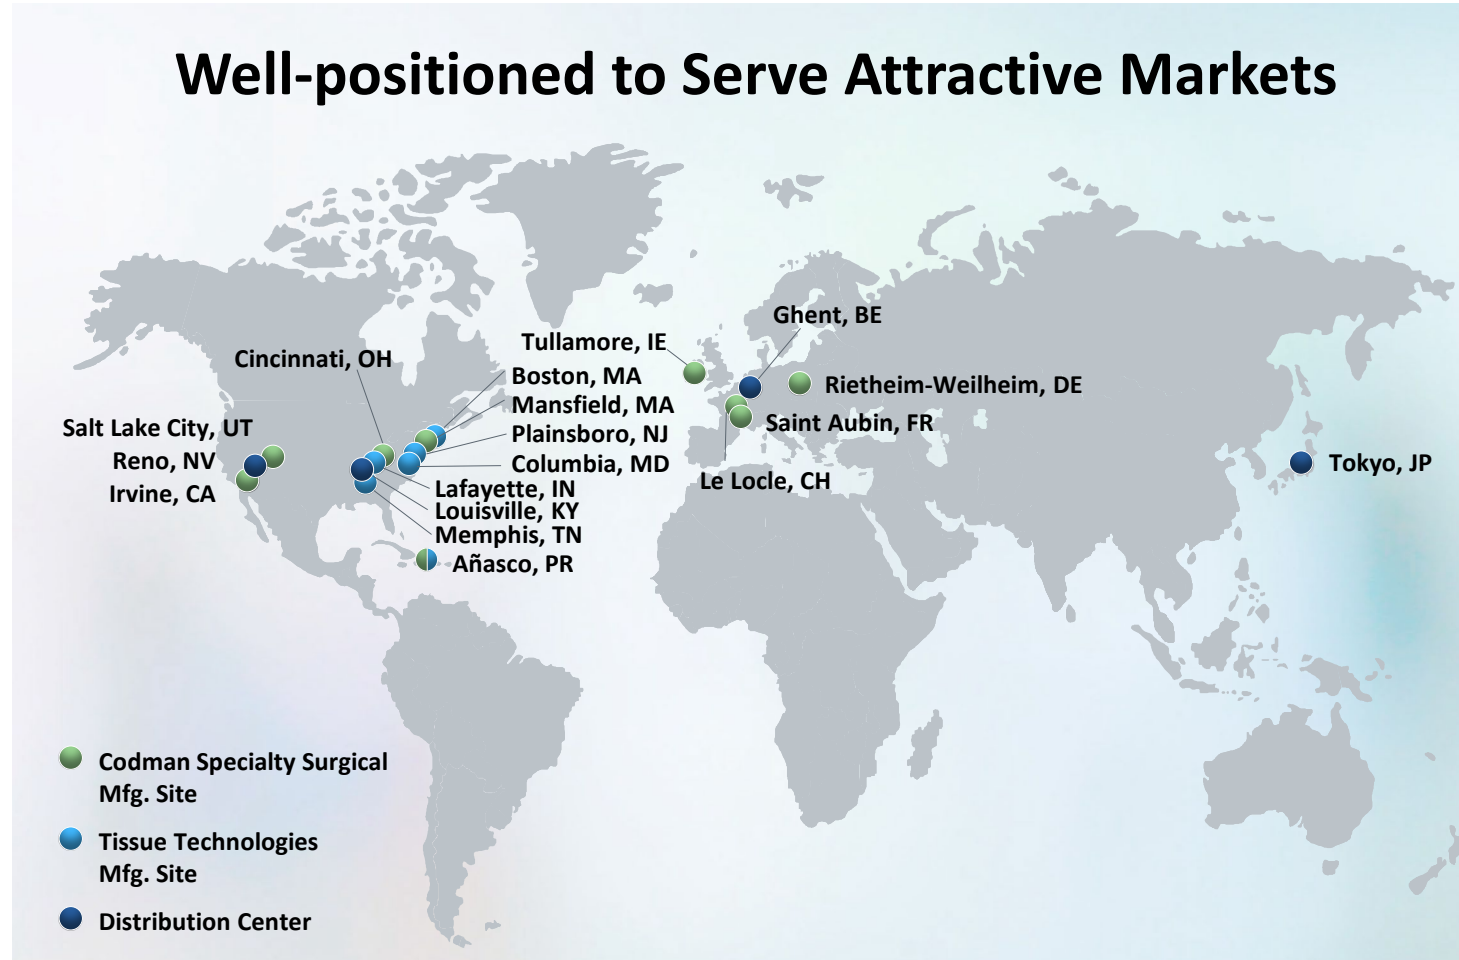 Well-positioned to Serve Attractive Markets
Ghent, BE
Tullamore, IE
Cincinnati, OH
Boston, MA
Rietheim-Weilheim, DE
Mansfield, MA
Saint Aubin, FR
Salt Lake City, UT
Plainsboro, NJ
Reno, NV
Columbia, MD
Tokyo, JP
Le Locle, CH
Irvine, CA
Lafayette, IN
Louisville, KY
Memphis, TN
Añasco, PR
Codman Specialty Surgical
Mfg. Site
Tissue Technologies
Mfg. Site
Distribution Center